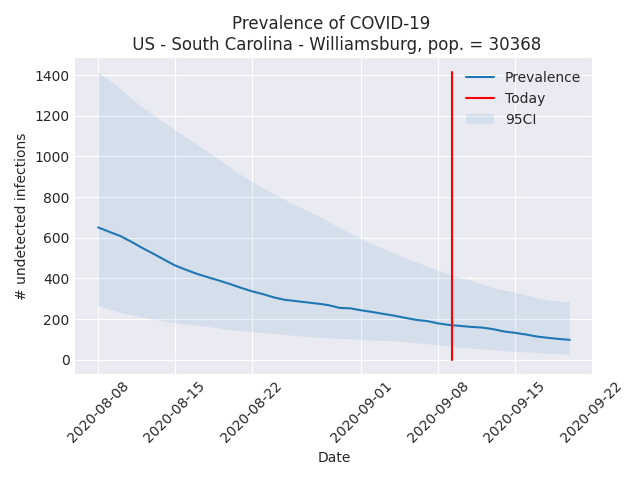 Prevalence of COVID-19
US - South Carolina - Williamsburg, pop. = 30368
Prevalence
Today
95CI
1400
1200
1000
800
600
400
200
0
# undetected infections
2020-08-08
2020-08-15
2020-08-22
2020-09-01
2020-09-08
2020-09-15
2020-09-22
Date